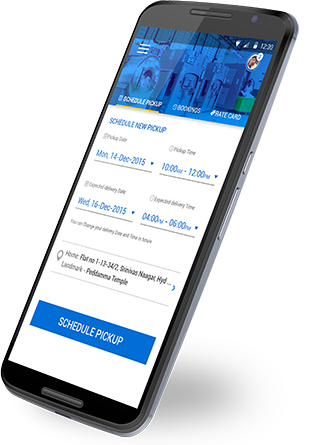 12:30
SCHEDULE PICKUP BOOKINGS RATE CARD
SCHEDULE NEW PICKUP
Pickup Date Pickup Time
Mon, 14-Dec-2015 10:00AM - 12:00PM
Expected delivery Date Expected delivery Time
Wed, 16-Dec-2015 04:00PM - 06:00PM
You can Change your delivery Date and Time in future
Home: Flat no 1-13-34/2, Srinivas Naagar, Hyd...
Landmark - Peddamma Temple
SCHEDULE PICKUP